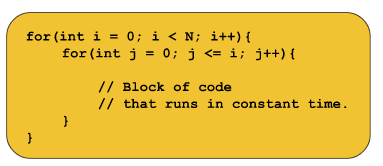 for(int i = 0; i < N; i++){
for(int j = 0; j <= i; j++){
// Block of code
// that runs in constant time.
}
}